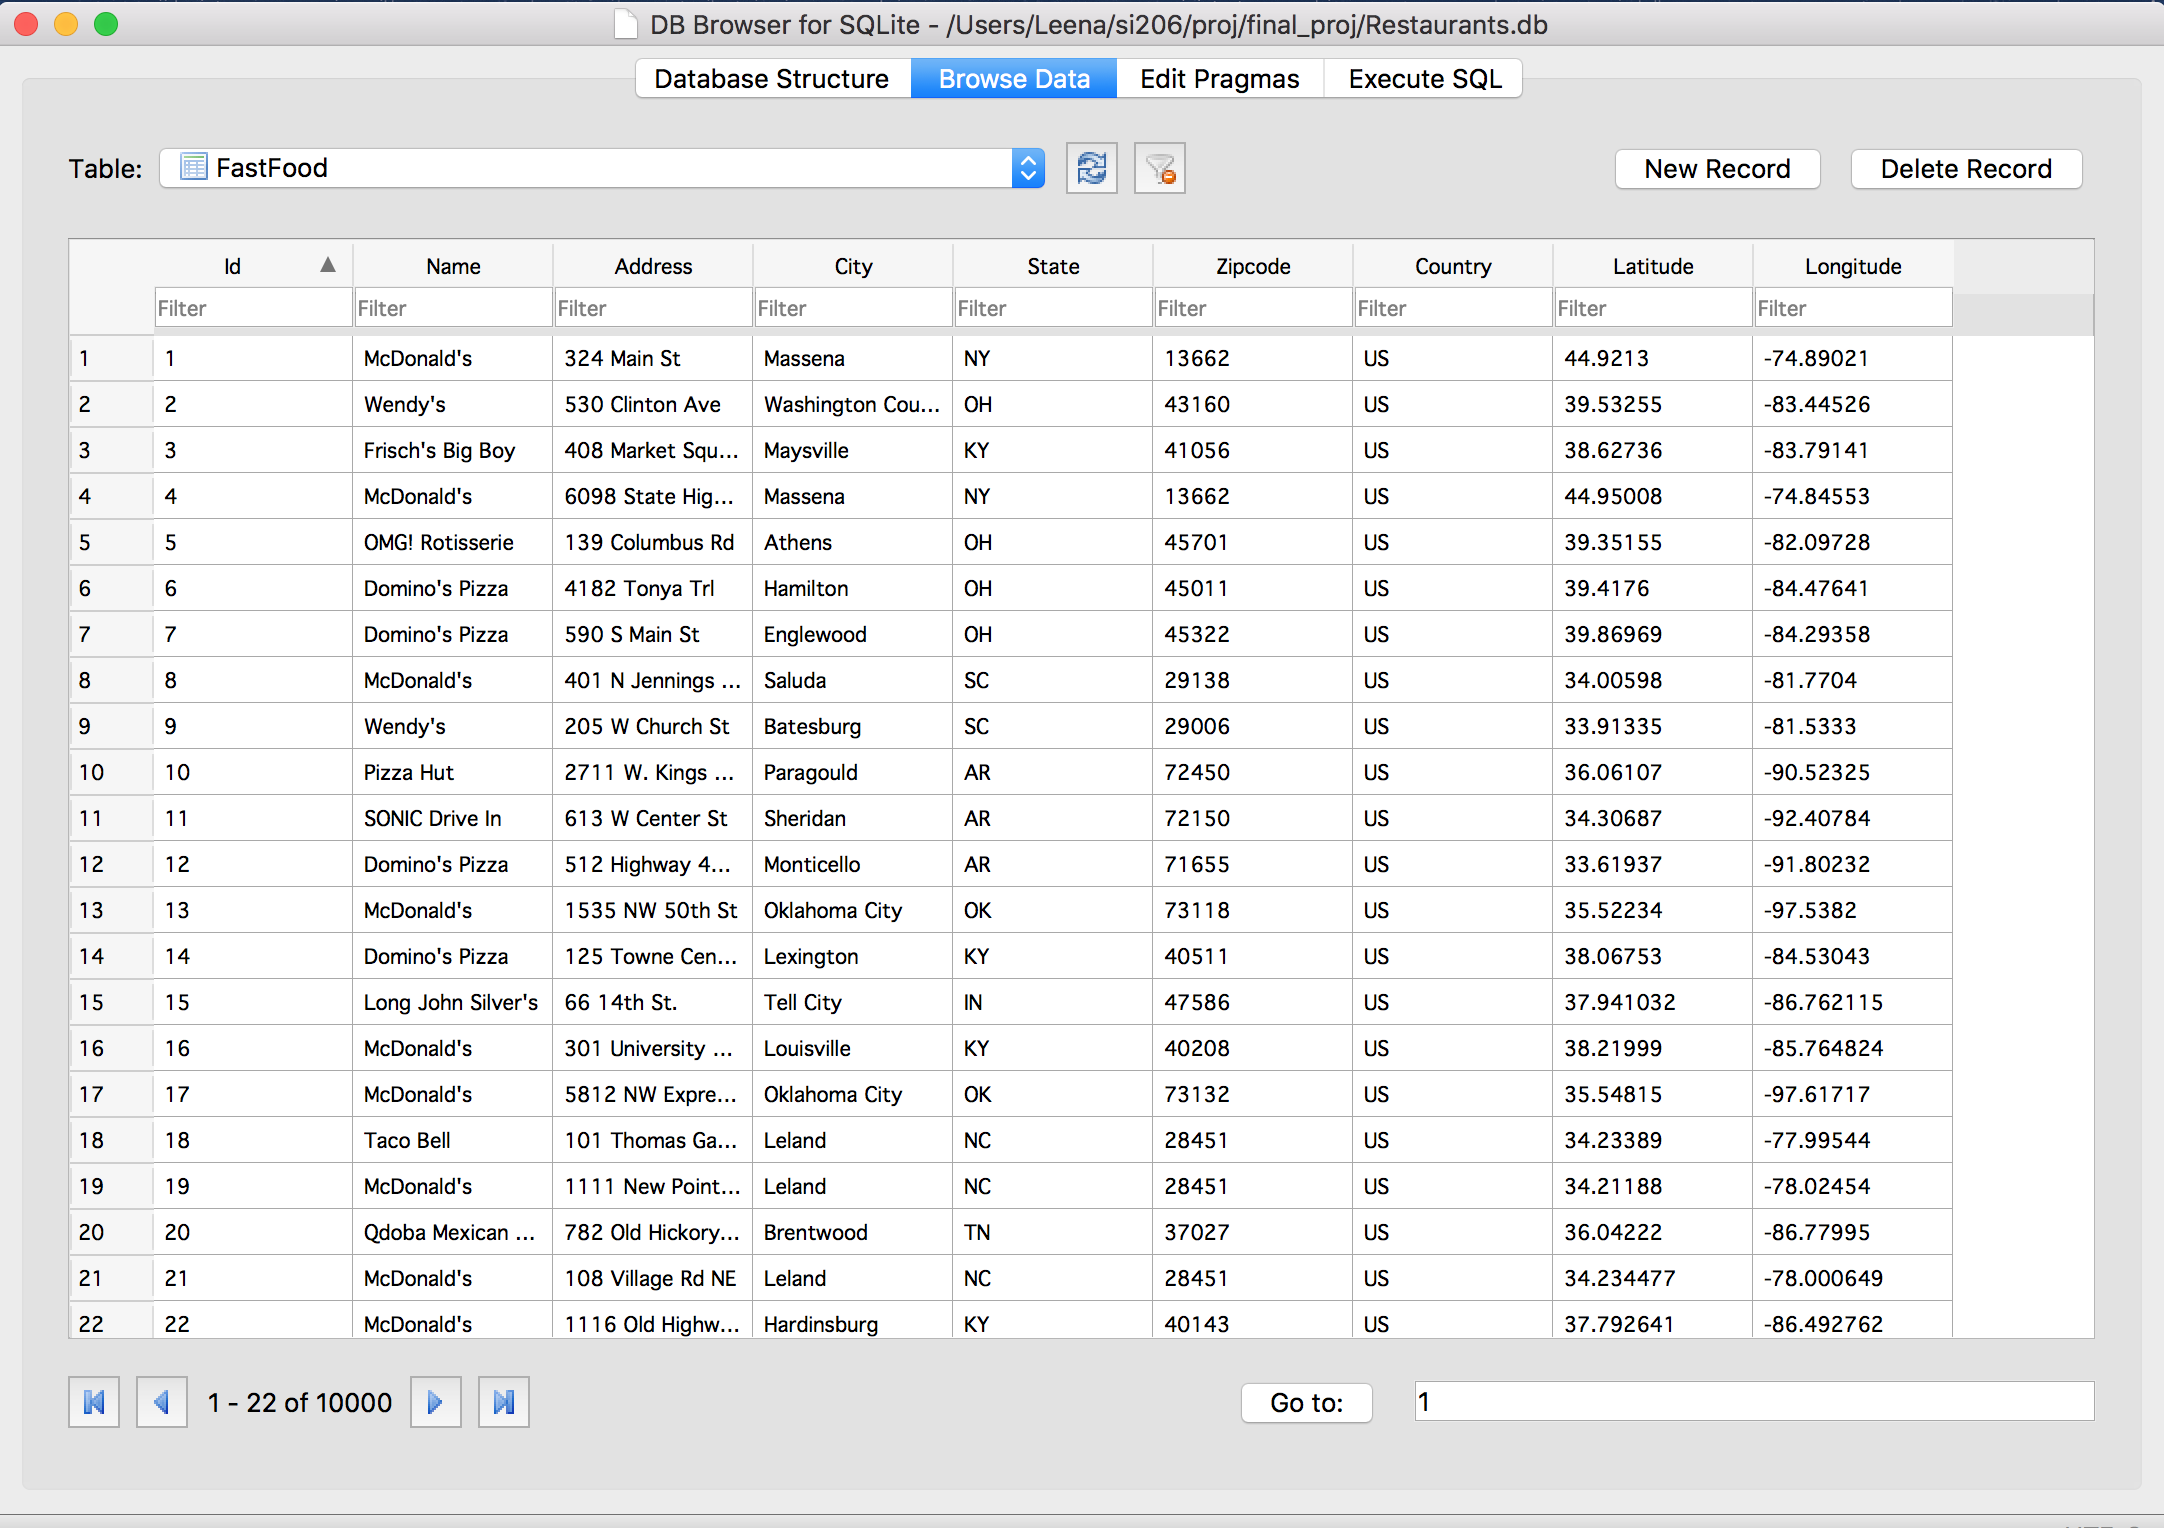 DB Browser for SQLite - /Users/Leena/si206/proj/final_proj/Restaurants.db
Database Structure Browse Data Edit Pragmas Execute SQL
Table: FastFood New Record Delete Record
Id Name Address City State Zipcode Country Latitude Longitude
Filter Filter Filter Filter Filter Filter Filter Filter Filter
1 1 McDonald's 324 Main St Massena NY 13662 US 44.9213 -74.89021
2 2 Wendy's 530 Clinton Ave Washington Cou... OH 43160 US 39.53255 -83.44526
3 3 Frisch's Big Boy 408 Market Squ... Maysville KY 41056 US 38.62736 -83.79141
4 4 McDonald's 6098 State Hig... Massena NY 13662 US 44.95008 -74.84553
5 5 OMG! Rotisserie 139 Columbus Rd Athens OH 45701 US 39.35155 -82.09728
6 6 Domino's Pizza 4182 Tonya Trl Hamilton OH 45011 US 39.4176 -84.47641
7 7 Domino's Pizza 590 S Main St Englewood OH 45322 US 39.86969 -84.29358
8 8 McDonald's 401 N Jennings ... Saluda SC 29138 US 34.00598 -81.7704
9 9 Wendy's 205 W Church St Batesburg SC 29006 US 33.91335 -81.5333
10 10 Pizza Hut 2711 W. Kings ... Paragould AR 72450 US 36.06107 -90.52325
11 11 SONIC Drive In 613 W Center St Sheridan AR 72150 US 34.30687 -92.40784
12 12 Domino's Pizza 512 Highway 4... Monticello AR 71655 US 33.61937 -91.80232
13 13 McDonald's 1535 NW 50th St Oklahoma City OK 73118 US 35.52234 -97.5382
14 14 Domino's Pizza 125 Towne Cen... Lexington KY 40511 US 38.06753 -84.53043
15 15 Long John Silver's 66 14th St. Tell City IN 47586 US 37.941032 -86.762115
16 16 McDonald's 301 University ... Louisville KY 40208 US 38.21999 -85.764824
17 17 McDonald's 5812 NW Expre... Oklahoma City OK 73132 US 35.54815 -97.61717
18 18 Taco Bell 101 Thomas Ga... Leland NC 28451 US 34.23389 -77.99544
19 19 McDonald's 1111 New Point... Leland NC 28451 US 34.21188 -78.02454
20 20 Qdoba Mexican ... 782 Old Hickory... Brentwood TN 37027 US 36.04222 -86.77995
21 21 McDonald's 108 Village Rd NE Leland NC 28451 US 34.234477 -78.000649
22 22 McDonald's 1116 Old Highw... Hardinsburg KY 40143 US 37.792641 -86.492762
1 - 22 of 10000 Go to: 1